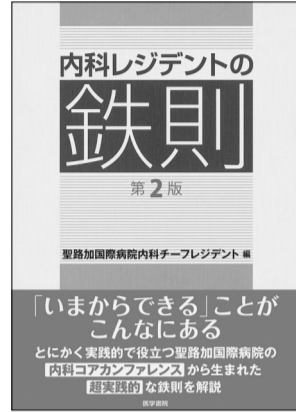 内科レジデントの
鉄則
第2版
聖路加国際病院内科チーフレジデント 編
「いまからできる」ことが
こんなにある
とにかく実践的で役立つ聖路加国際病院の
内科コアカンファレンスから生まれた
超実践的な鉄則を解説
医学書院